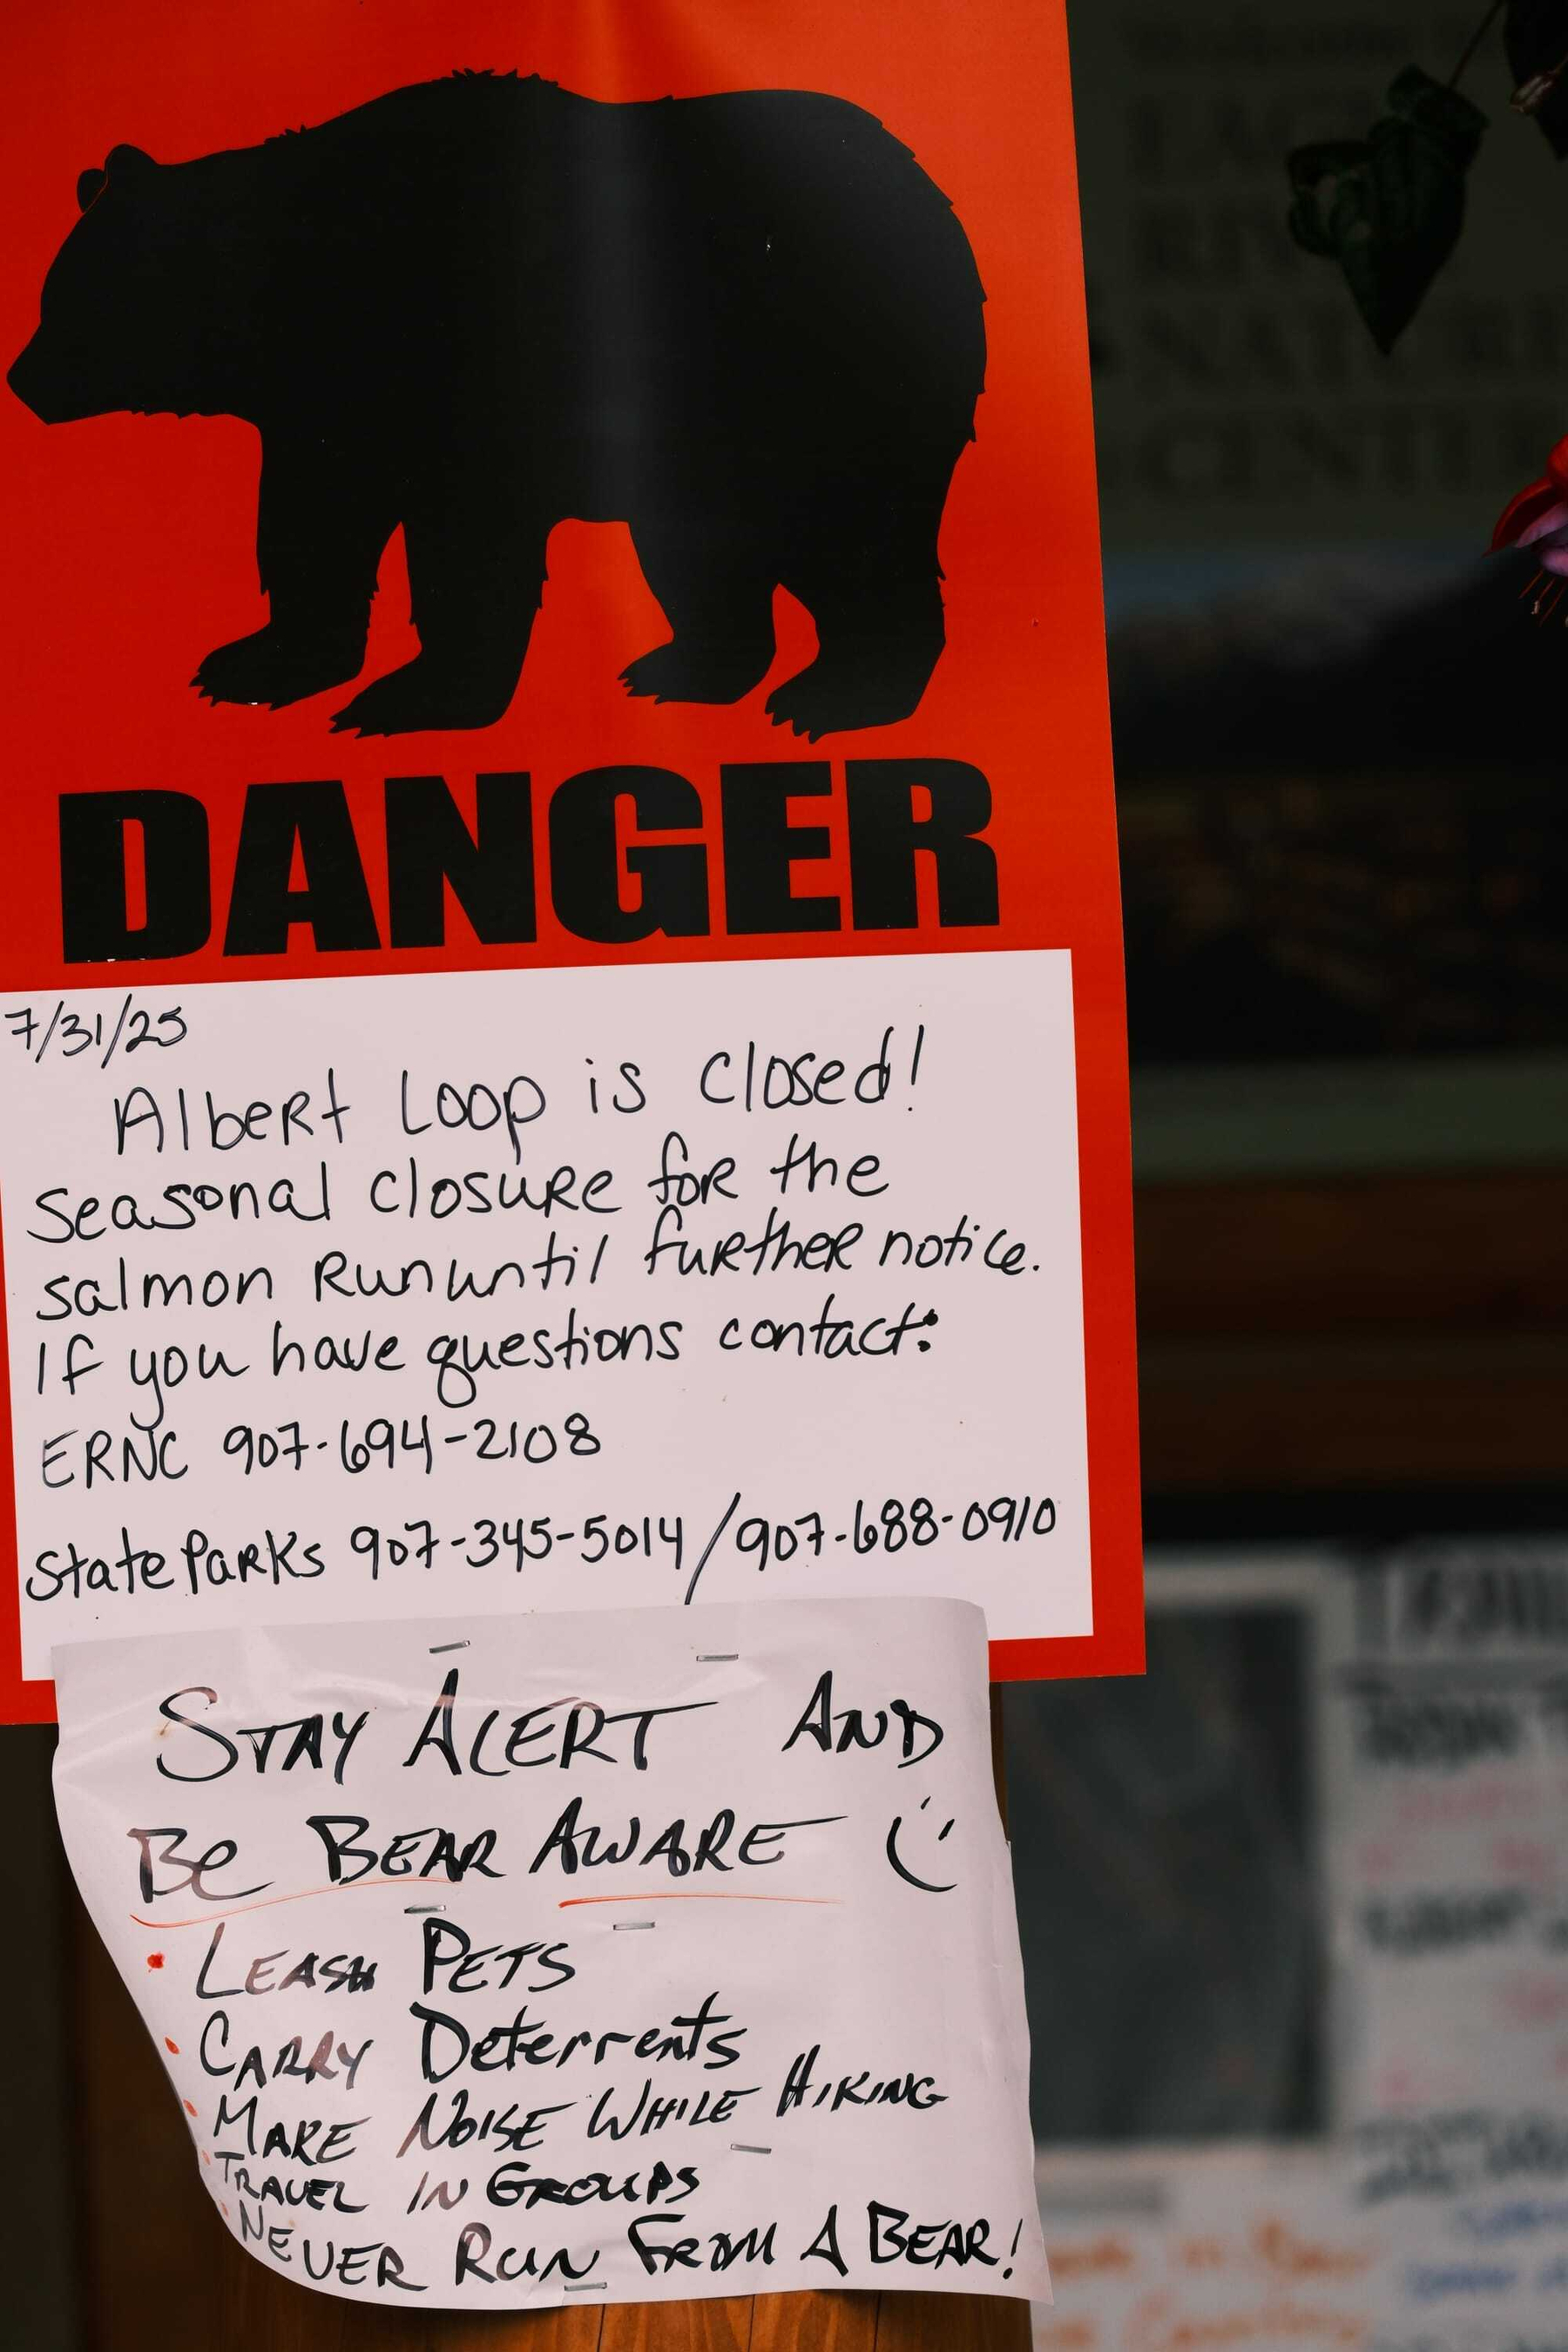 DANGER
7/31/25
Albert Loop is closed!
Seasonal closure for the
salmon run until further notice.
If you have questions contact:
ERNC 907-694-2108
State Parks 907-345-5014/907-688-0910
STAY ALERT AND
Be BEAR AWARE
LEASH PETS
CARRY Deterrents
MAKE NOISE WHILE HIKING
TRAVEL IN GROUPS
NEVER RUN FROM A BEAR!